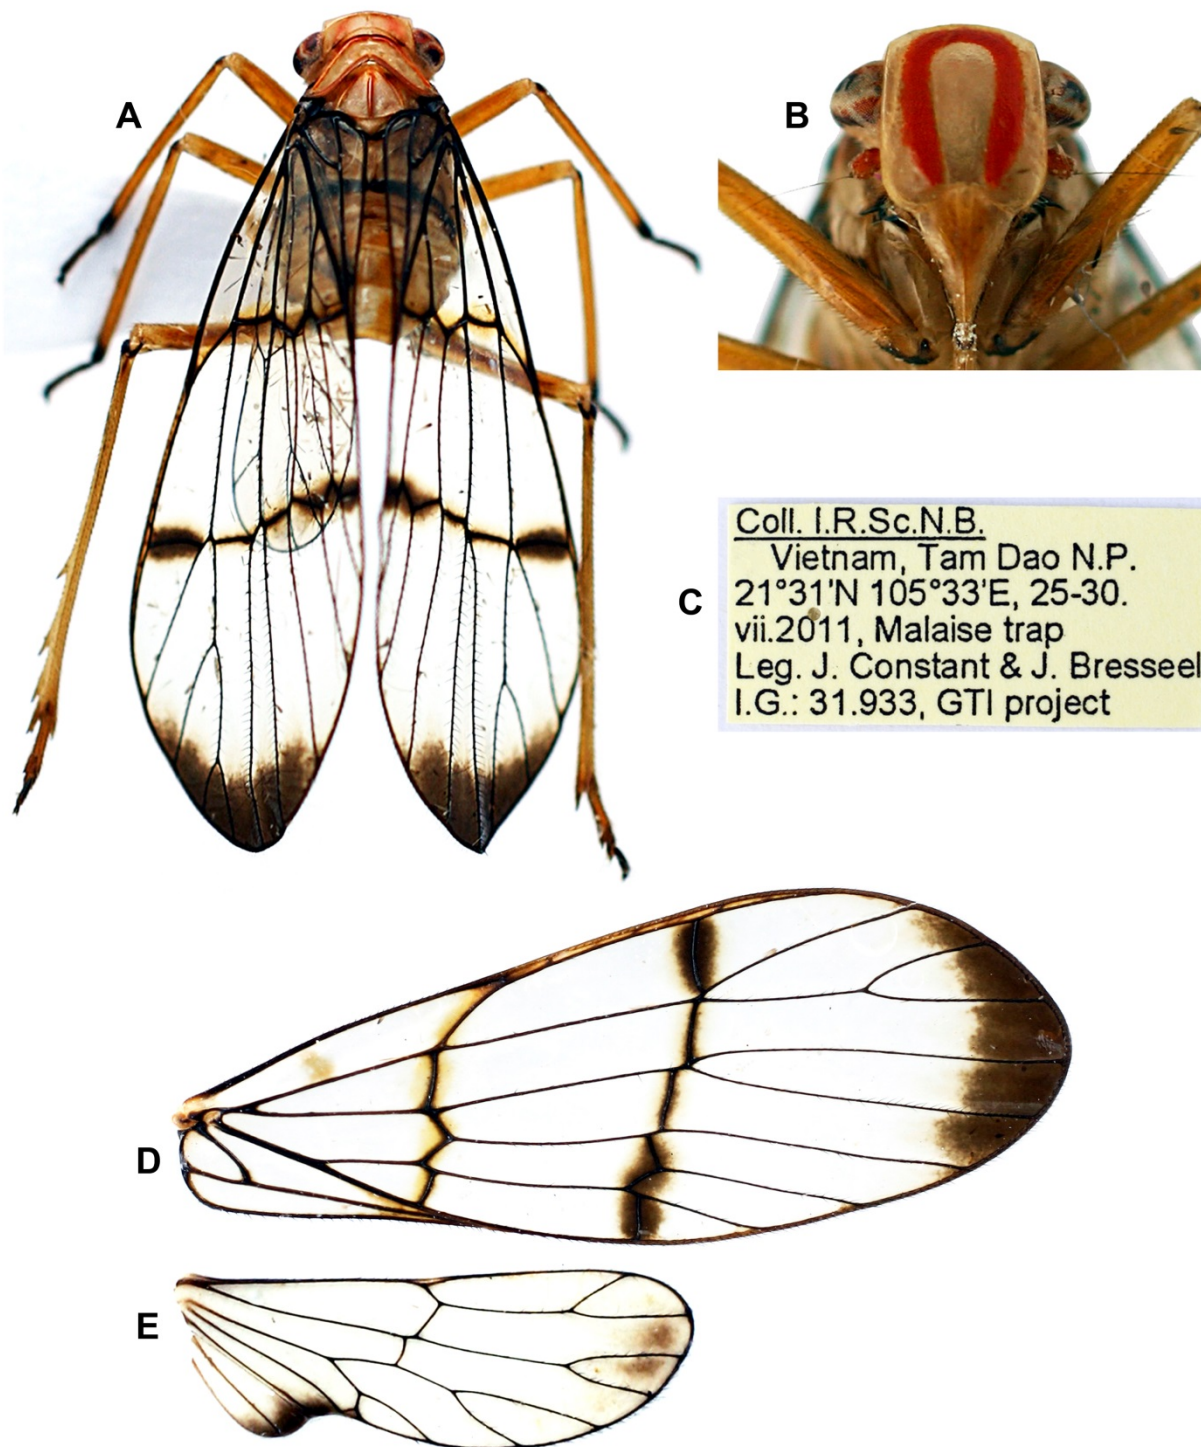 A
B
C
Coll. I.R.Sc.N.B.
Vietnam, Tam Dao N.P.
21°31'N 105°33'E, 25-30.
vii.2011, Malaise trap
Leg. J. Constant & J. Bresseel
I.G.: 31.933, GTI project
D
E